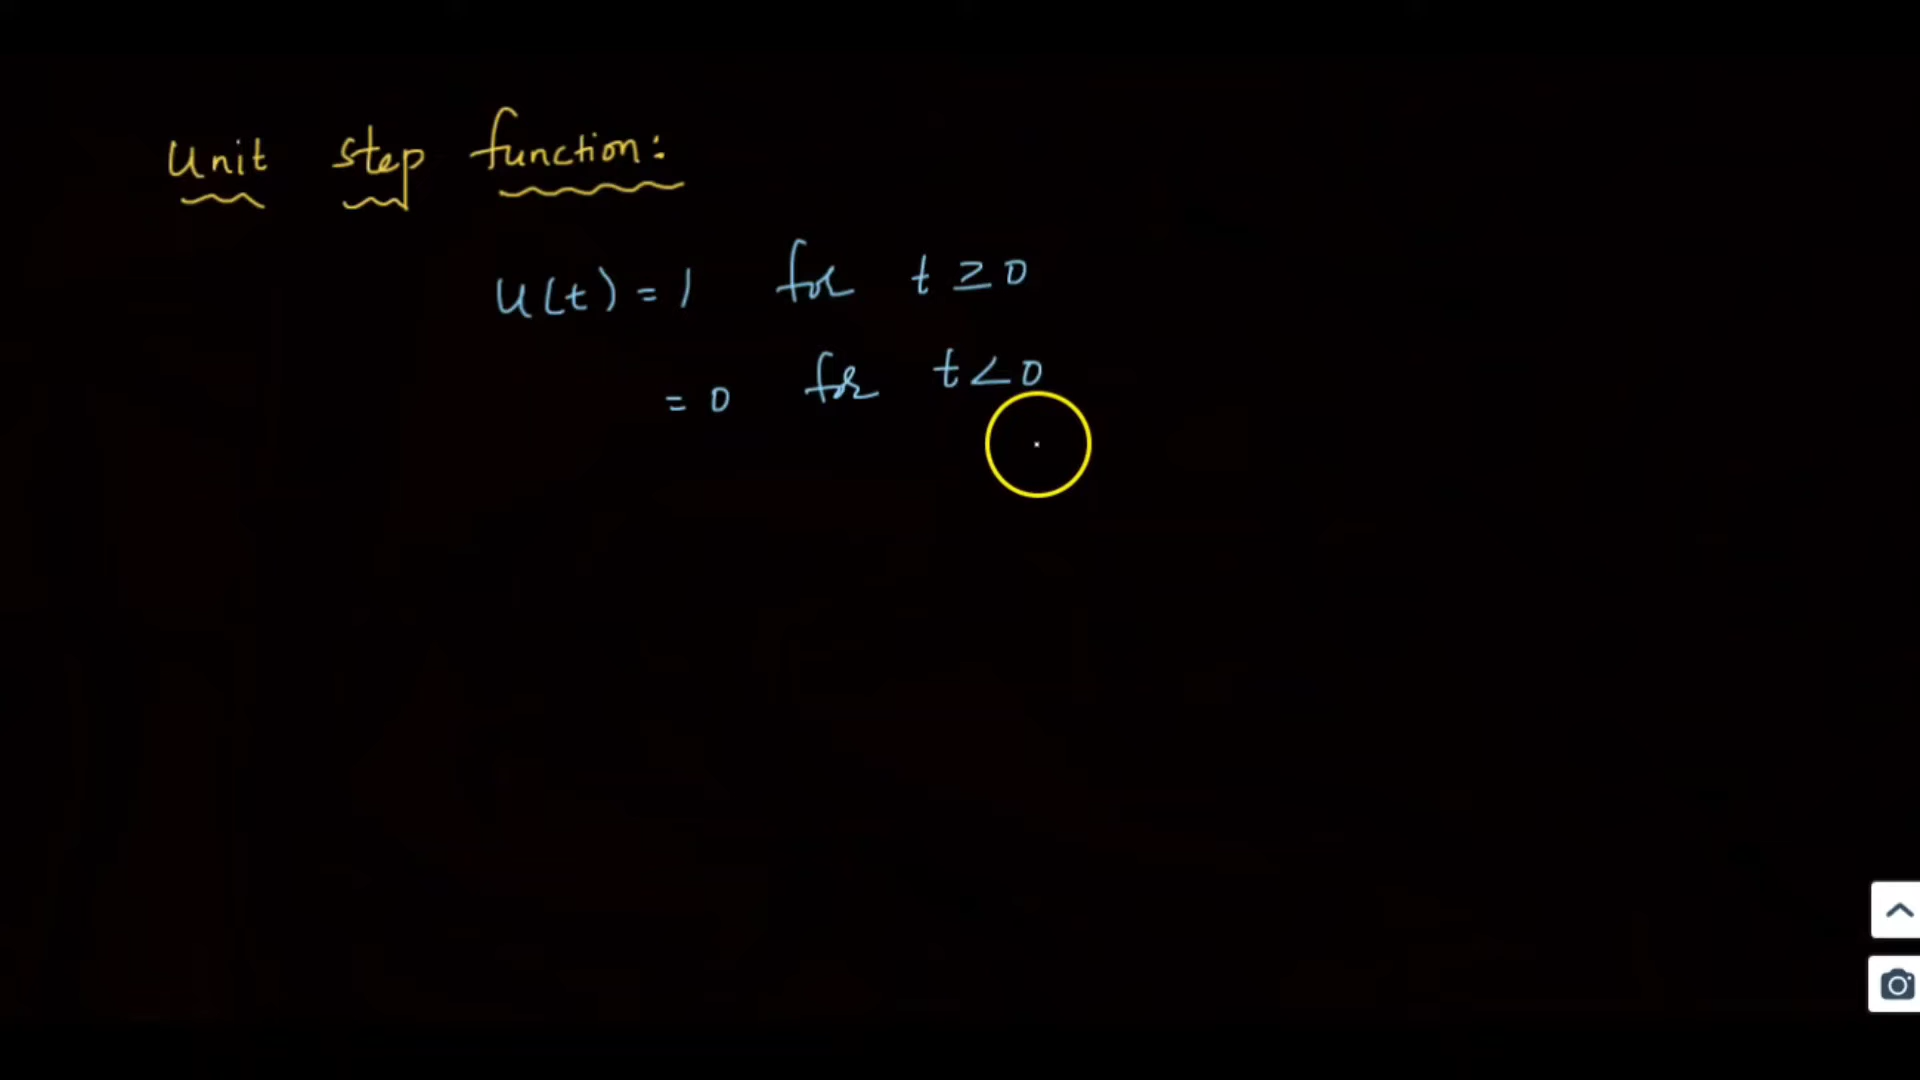 Unit step function:
u(t) = 1 for t ≥ 0
= 0 for t < 0